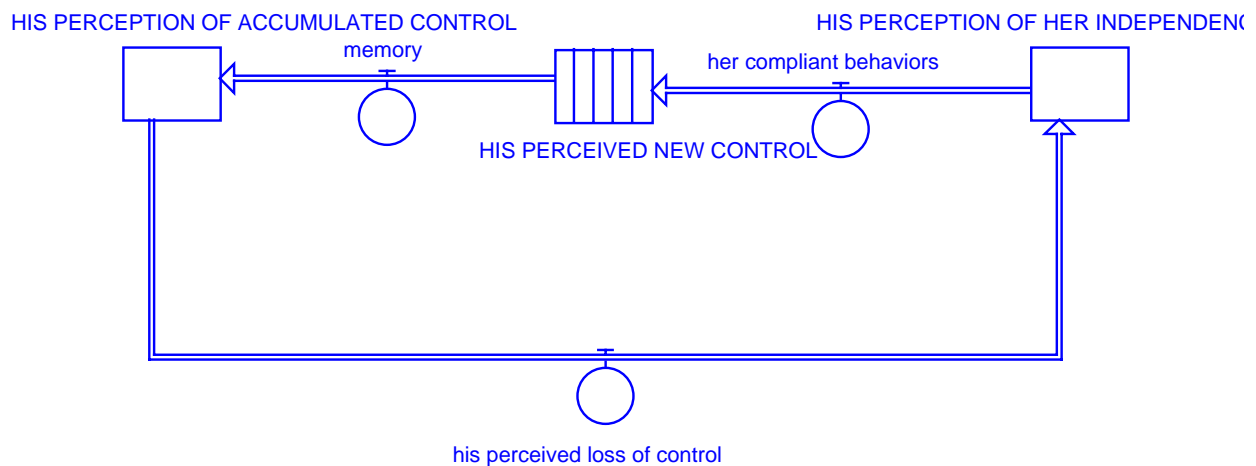 HIS PERCEPTION OF ACCUMULATED CONTROL
HIS PERCEPTION OF HER INDEPENDENC
memory
her compliant behaviors
HIS PERCEIVED NEW CONTROL
his perceived loss of control